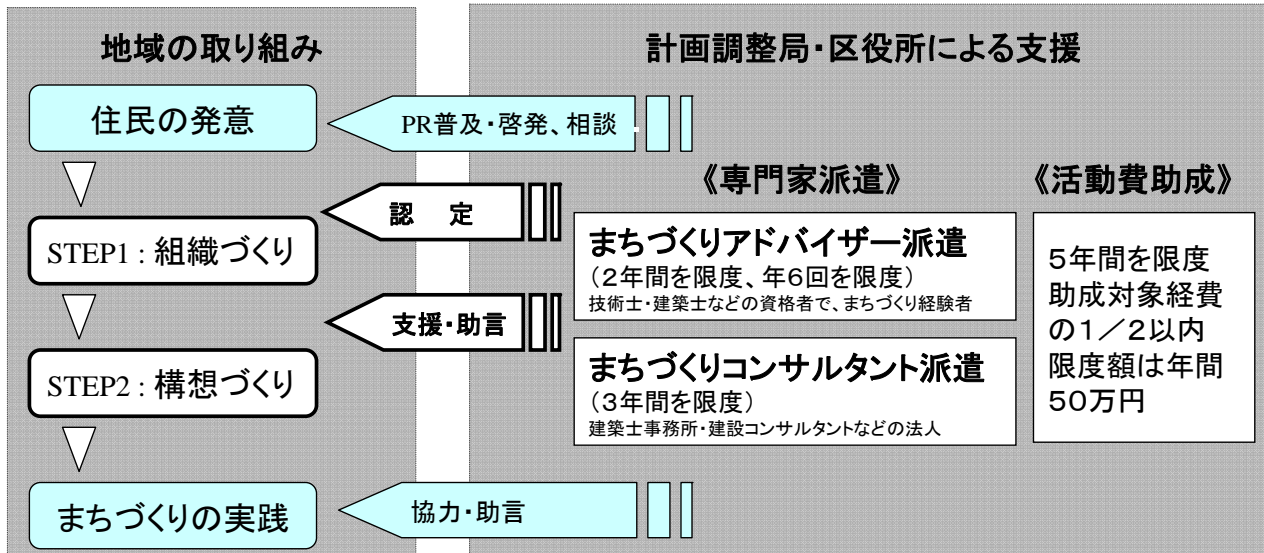 地域の取り組み
計画調整局・区役所による支援
住民の発意
PR普及・啓発、相談
《専門家派遣》
《活動費助成》
認 定
STEP1 : 組織づくり
まちづくりアドバイザー派遣
(2年間を限度、年6回を限度)
技術士・建築士などの資格者で、まちづくり経験者
5年間を限度
助成対象経費
の1/2以内
限度額は年間
50万円
支援・助言
STEP2 : 構想づくり
まちづくりコンサルタント派遣
(3年間を限度)
建築士事務所・建設コンサルタントなどの法人
まちづくりの実践
協力・助言